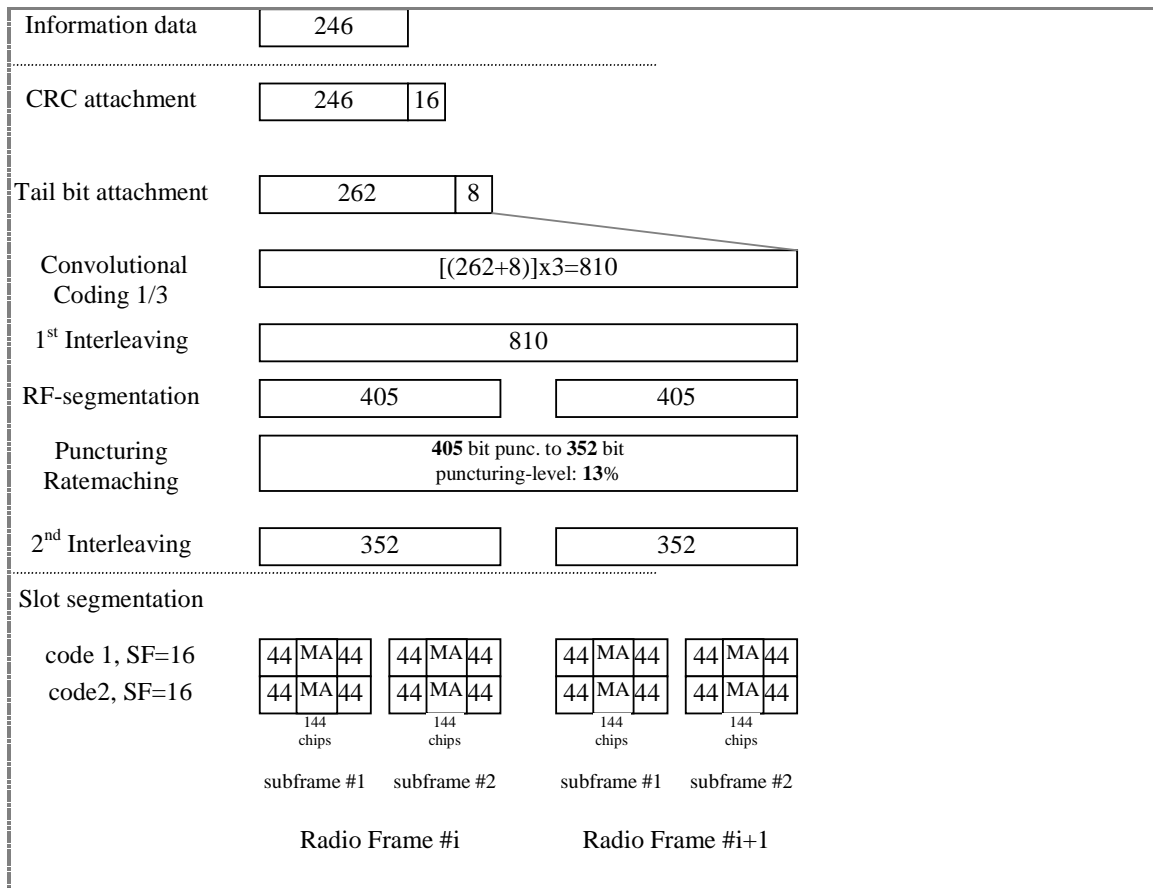 Information data 246
CRC attachment 246 16
Tail bit attachment 262 8
Convolutional
Coding 1/3
[(262+8)]x3=810
1st Interleaving 810
RF-segmentation 405 405
Puncturing
Ratemaching
405 bit punc. to 352 bit
puncturing-level: 13%
2nd Interleaving 352 352
Slot segmentation
code 1, SF=16 44 MA 44 44 MA 44 44 MA 44 44 MA 44
code2, SF=16 44 MA 44 44 MA 44 44 MA 44 44 MA 44
144 144 144 144
chips chips chips chips
subframe #1 subframe #2 subframe #1 subframe #2
Radio Frame #i Radio Frame #i+1